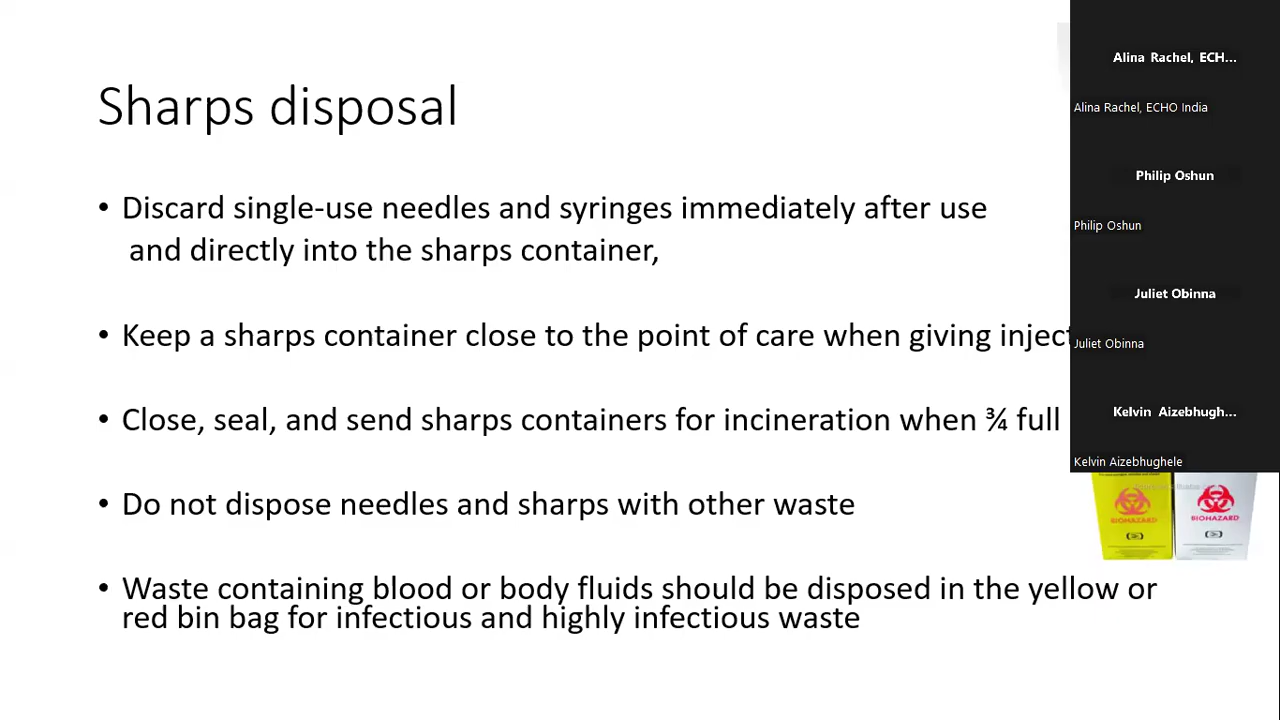 Sharps disposal
• Discard single-use needles and syringes immediately after use
and directly into the sharps container,
• Keep a sharps container close to the point of care when giving
• Close, seal, and send sharps containers for incineration when ¾ full
• Do not dispose needles and sharps with other waste
• Waste containing blood or body fluids should be disposed in the yellow or
red bin bag for infectious and highly infectious waste
Alina Rachel, ECH...
Alina Rachel, ECHO India
Philip Oshun
Philip Oshun
Juliet Obinna
Juliet Obinna
Kelvin Aizebhugh...
Kelvin Aizebhughele
BIOHAZARD
BIOHAZARD